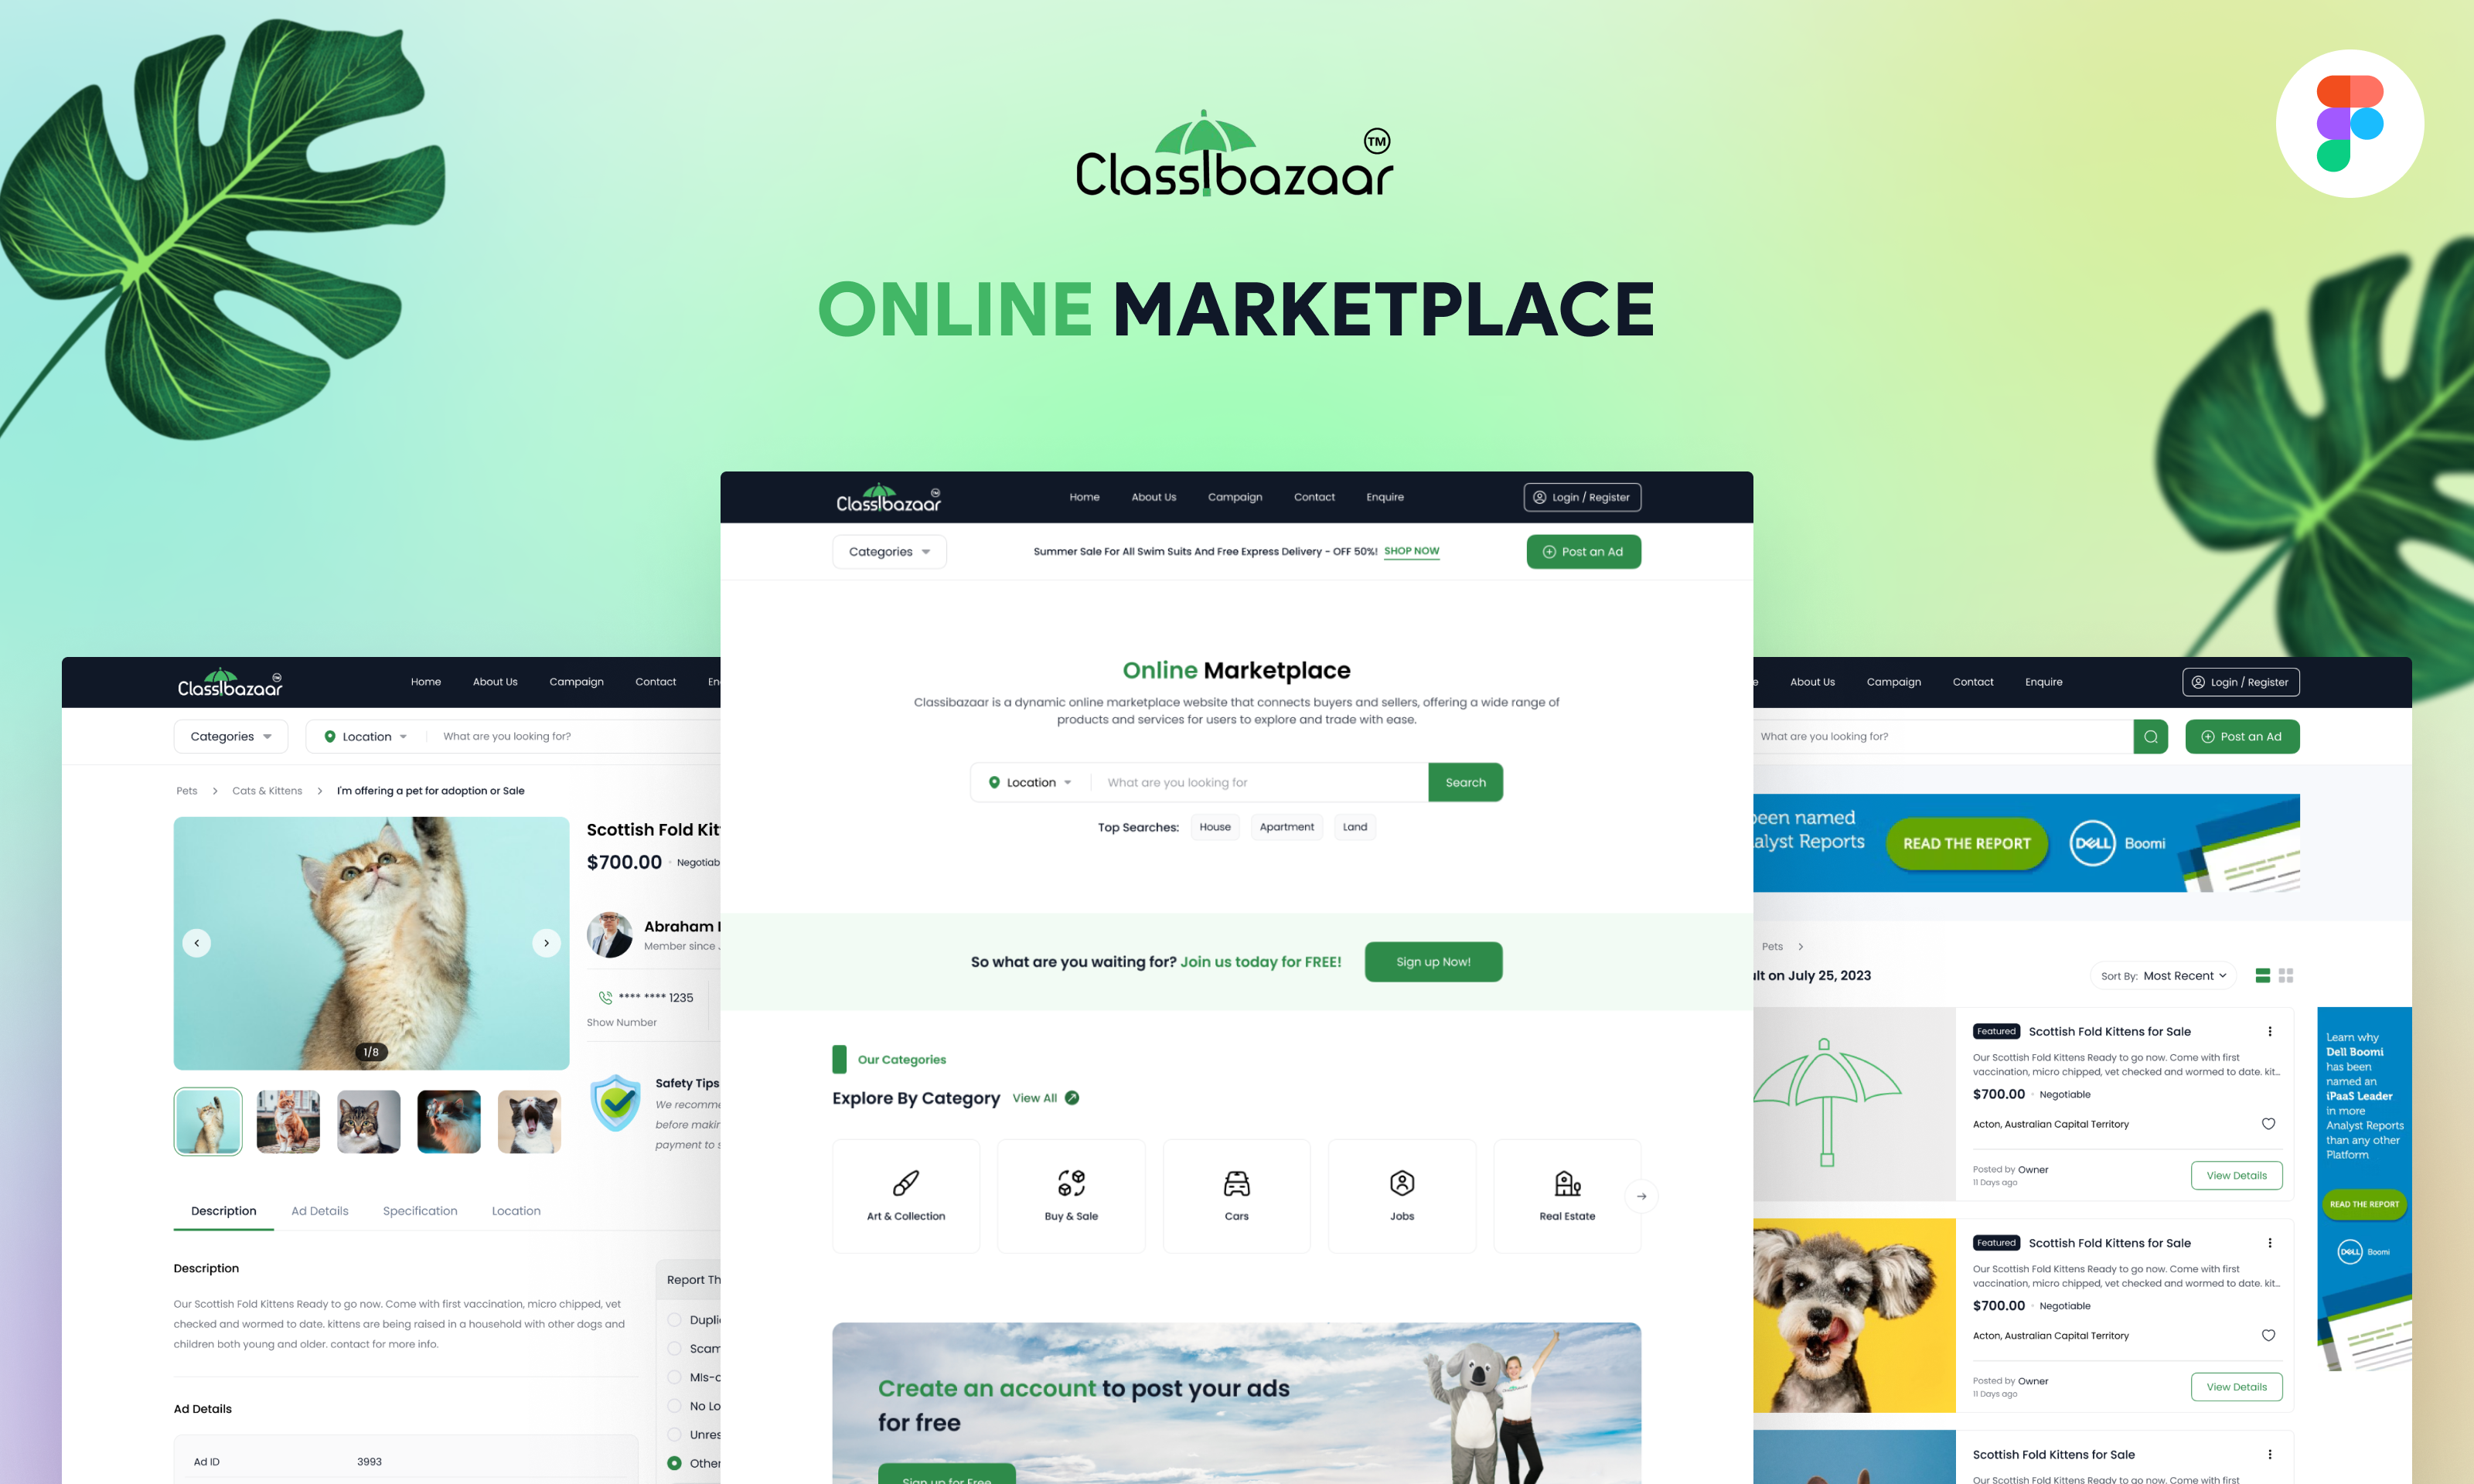 Classibazaar TM
ONLINE MARKETPLACE
Classibazaar TM
Home About Us Campaign Contact Enquire
Login / Register
Categories
Summer Sale For All Swim Suits And Free Express Delivery - OFF 50%! SHOP NOW
Post an Ad
Online Marketplace
Classibazaar is a dynamic online marketplace website that connects buyers and sellers, offering a wide range of
products and services for users to explore and trade with ease.
Location What are you looking for Search
Top Searches: House Apartment Land
So what are you waiting for? Join us today for FREE! Sign up Now!
Our Categories
Explore By Category View All
Art & Collection Buy & Sale Cars Jobs Real Estate
Create an account to post your ads
for free
Sign up for Free
Classibazaar TM
Home About Us Campaign Contact
Categories Location What are you looking for?
Pets > Cats & Kittens > I'm offering a pet for adoption or Sale
1/8
Scottish Fold
$700.00
Abraham
Member since
**** **** 1235
Show Number
Safety Tips
We
before
payment to
Description Ad Details Specification Location
Description
Our Scottish Fold Kittens Ready to go now. Come with first vaccination, micro chipped, vet
checked and wormed to date. kittens are being raised in a household with other dogs and
children both young and older. contact for more info.
Ad Details
Ad ID 3993
Report
Other
About Us Campaign Contact Enquire
Login / Register
What are you looking for?
Post an Ad
been named
alyst Reports
READ THE REPORT
DELL Boomi
Pets >
on July 25, 2023
Sort By: Most Recent
Featured Scottish Fold Kittens for Sale
Our Scottish Fold Kittens Ready to go now. Come with first
vaccination, micro chipped, vet checked and wormed to date. kit...
$700.00 Negotiable
Acton, Australian Capital Territory
Posted by Owner
11 Days ago
View Details
Featured Scottish Fold Kittens for Sale
Our Scottish Fold Kittens Ready to go now. Come with first
vaccination, micro chipped, vet checked and wormed to date. kit...
$700.00 Negotiable
Acton, Australian Capital Territory
Posted by Owner
11 Days ago
View Details
Scottish Fold Kittens for Sale
Our Scottish Fold Kittens Ready to go now. Come with first
Learn why
Dell Boomi
has been
named an
iPaaS Leader
in more
Analyst Reports
than any other
Platform
READ THE REPORT
DELL Boomi